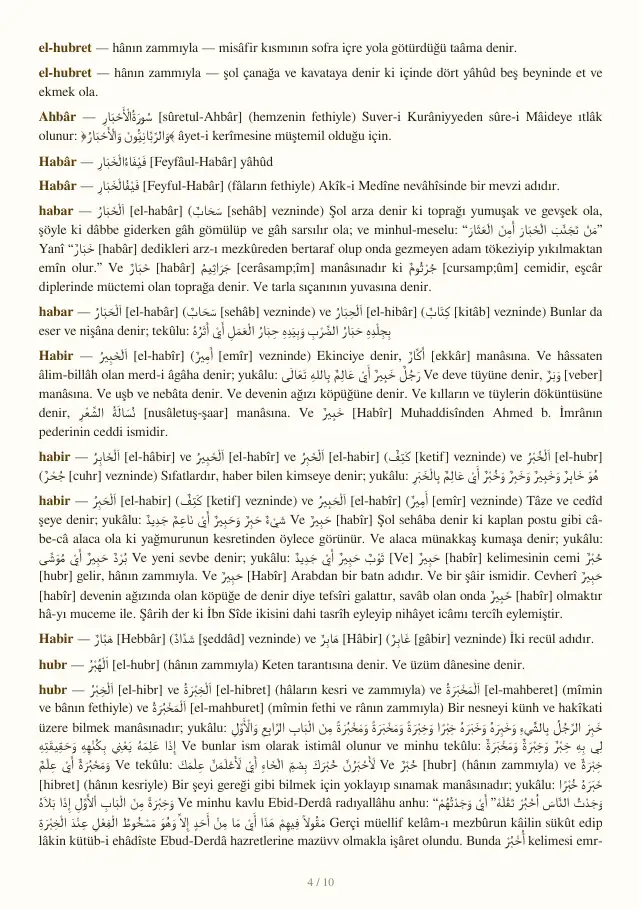 el-hubret — hânın zammıyla — misâfir kısmının sofra içre yola götürdüğü taâma denir.
el-hubret — hânın zammıyla — şol çanağa ve kavataya denir ki içinde dört yâhûd beş beyninde et ve
ekmek ola.
Ahbâr — سُورَةُالْأَحْبَارِ [sûretul-Ahbâr] (hemzenin fethiyle) Suver-i Kurâniyyeden sûre-i Mâideye ıtlâk
olunur: ﴿وَالرَّبَّانِيُّونَ وَالْأَحْبَارُ﴾ âyet-i kerîmesine müştemil olduğu için.
Habâr — فَيْفَاءُالْخَبَارِ [Feyfâul-Habâr] yâhûd
Habâr — فَيْفُالْخَبَارِ [Feyful-Habâr] (fâların fethiyle) Akîk-i Medîne nevâhîsinde bir mevzi adıdır.
habar — اَلْخَبَارُ [el-habâr] (سَحَابٌ [sehâb] vezninde) Şol arza denir ki toprağı yumuşak ve gevşek ola,
şöyle ki dâbbe giderken gâh gömülüp ve gâh sarsılır ola; ve minhul-meselu: “مَنْ تَجَنَّبَ الْخَبَارَ أَمِنَ الْعِثَارَ”
Yanî “خَبَارٌ [habâr] dedikleri arz-ı mezkûreden bertaraf olup onda gezmeyen adam tökeziyip yıkılmaktan
emîn olur.” Ve خَبَارٌ [habâr] جَرَاثِيمُ [cerâsamp;îm] manâsınadır ki جُرْثُومٌ [cursamp;ûm] cemidir, eşcâr
diplerinde müctemi olan toprağa denir. Ve tarla sıçanının yuvasına denir.
habar — اَلْحَبَارُ [el-habâr] (سَحَابٌ [sehâb] vezninde) ve اَلْحِبَارُ [el-hibâr] (كِتَابٌ [kitâb] vezninde) Bunlar da
eser ve nişâna denir; tekûlu: بِجِلْدِهِ حَبَارُ الضَّرْبِ وَبِيَدِهِ حِبَارُ الْعَمَلِ أَيْ أَثَرُهُ
Habir — اَلْخَبِيرُ [el-habîr] (أَمِيرٌ [emîr] vezninde) Ekinciye denir, أَكَّارٌ [ekkâr] manâsına. Ve hâssaten
âlim-billâh olan merd-i âgâha denir; yukâlu: رَجُلٌ خَبِيرٌ أَيْ عَالِمٌ بِاللهِ تَعَالَى Ve deve tüyüne denir, وَبَرٌ [veber]
manâsına. Ve uşb ve nebâta denir. Ve devenin ağızı köpüğüne denir. Ve kılların ve tüylerin döküntüsüne
denir, نُسَالَةُ الشَّعْرِ [nusâletuş-şaar] manâsına. Ve خَبِيرٌ [Habîr] Muhaddisînden Ahmed b. İmrânın
pederinin ceddi ismidir.
habir — اَلْخَابِرُ [el-hâbir] ve اَلْخَبِيرُ [el-habîr] ve اَلْخَبِرُ [el-habir] (كَتِفٌ [ketif] vezninde) ve اَلْخُبْرُ [el-hubr]
(جُحْرٌ [cuhr] vezninde) Sıfatlardır, haber bilen kimseye denir; yukâlu: هُوَ خَابِرٌ وَخَبِيرٌ وَخَبِرٌ وَخُبْرٌ أَيْ عَالِمٌ بِالْخَبَرِ
habir — اَلْحَبِرُ [el-habir] (كَتِفٌ [ketif] vezninde) ve اَلْحَبِيرُ [el-habîr] (أَمِيرٌ [emîr] vezninde) Tâze ve cedîd
şeye denir; yukâlu: شَيْءٌ حَبِرٌ وَحَبِيرٌ أَيْ نَاعِمٌ جَدِيدٌ Ve حَبِيرٌ [habîr] Şol sehâba denir ki kaplan postu gibi câ-
be-câ alaca ola ki yağmurunun kesretinden öylece görünür. Ve alaca münakkaş kumaşa denir; yukâlu:
بُرْدٌ حَبِيرٌ أَيْ مُوَشًّى Ve yeni sevbe denir; yukâlu: ثَوْبٌ حَبِيرٌ أَيْ جَدِيدٌ [Ve] حَبِيرٌ [habîr] kelimesinin cemi حُبْرٌ
[hubr] gelir, hânın zammıyla. Ve حَبِيرٌ [Habîr] Arabdan bir batn adıdır. Ve bir şâir ismidir. Cevherî حَبِيرٌ
[habîr] devenin ağızında olan köpüğe de denir diye tefsîri galattır, savâb olan onda خَبِيرٌ [habîr] olmaktır
hâ-yı muceme ile. Şârih der ki İbn Sîde ikisini dahi tasrîh eyleyip nihâyet icâmı tercîh eylemiştir.
Habir — هَبَّارٌ [Hebbâr] (شَدَّادٌ [şeddâd] vezninde) ve هَابِرٌ [Hâbir] (غَابِرٌ [gâbir] vezninde) İki recül adıdır.
hubr — اَلْهُبْرُ [el-hubr] (hânın zammıyla) Keten tarantısına denir. Ve üzüm dânesine denir.
hubr — اَلْخِبْرُ [el-hibr] ve اَلْخِبْرَةُ [el-hibret] (hâların kesri ve zammıyla) ve اَلْمَخْبَرَةُ [el-mahberet] (mîmin
ve bânın fethiyle) ve اَلْمَخْبُرَةُ [el-mahburet] (mîmin fethi ve rânın zammıyla) Bir nesneyi künh ve hakîkati
üzere bilmek manâsınadır; yukâlu: خَبِرَ الرَّجُلُ بِالشَّيْءِ وَخَبِرَهُ وَخَبَرَهُ خِبْرًا وَخِبْرَةً وَمَخْبَرَةً وَمَخْبُرَةً مِنَ الْبَابِ الرَّابِعِ وَالْأَوَّلِ
إِذَا عَلِمَهُ يَعْنِي بِكُنْهِهِ وَحَقِيقَتِهِ Ve bunlar ism olarak istimâl olunur ve minhu tekûlu: لِي بِهِ خِبْرٌ وَخِبْرَةٌ وَمَخْبَرَةٌ
وَمَخْبُرَةٌ أَيْ عِلْمٌ Ve tekûlu: لَأَخْبُرَنَّ خُبْرَكَ بِضَمِّ الْخَاءِ أَيْ لَأَعْلَمَنَّ عِلْمَكَ Ve خُبْرٌ [hubr] (hânın zammıyla) ve خِبْرَةٌ
[hibret] (hânın kesriyle) Bir şeyi gereği gibi bilmek için yoklayıp sınamak manâsınadır; yukâlu: خَبَرَهُ خُبْرًا
وَخِبْرَةً مِنَ الْبَابِ الْأَوَّلِ إِذَا بَلَاهُ Ve minhu kavlu Ebid-Derdâ radıyallâhu anhu: “وَجَدْتُ النَّاسَ اُخْبُرْ تَقْلَهْ” أَيْ وَجَدْتُهُمْ
مَقُولاً فِيهِمْ هَذَا أَيْ مَا مِنْ أَحَدٍ إِلاَّ وَهُوَ مَسْخُوطُ الْفِعْلِ عِنْدَ الْخِبْرَةِ Gerçi müellif kelâm-ı mezbûrun kâilin sükût edip
lâkin kütüb-i ehâdîste Ebud-Derdâ hazretlerine mazüvv olmakla işâret olundu. Bunda اُخْبُرْ kelimesi emr-
4 / 10